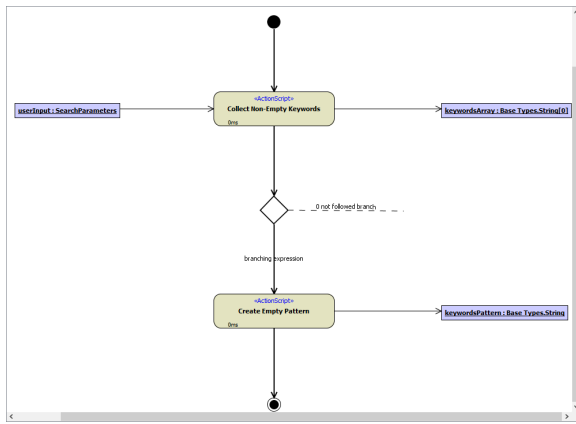 «ActionScript»
userInput : SearchParameters
Collect Non-Empty Keywords
keywordsArray : Base Types.String[0]
0ms
0 not followed branch
branching expression
«ActionScript»
Create Empty Pattern
keywordsPattern : Base Types.String
0ms